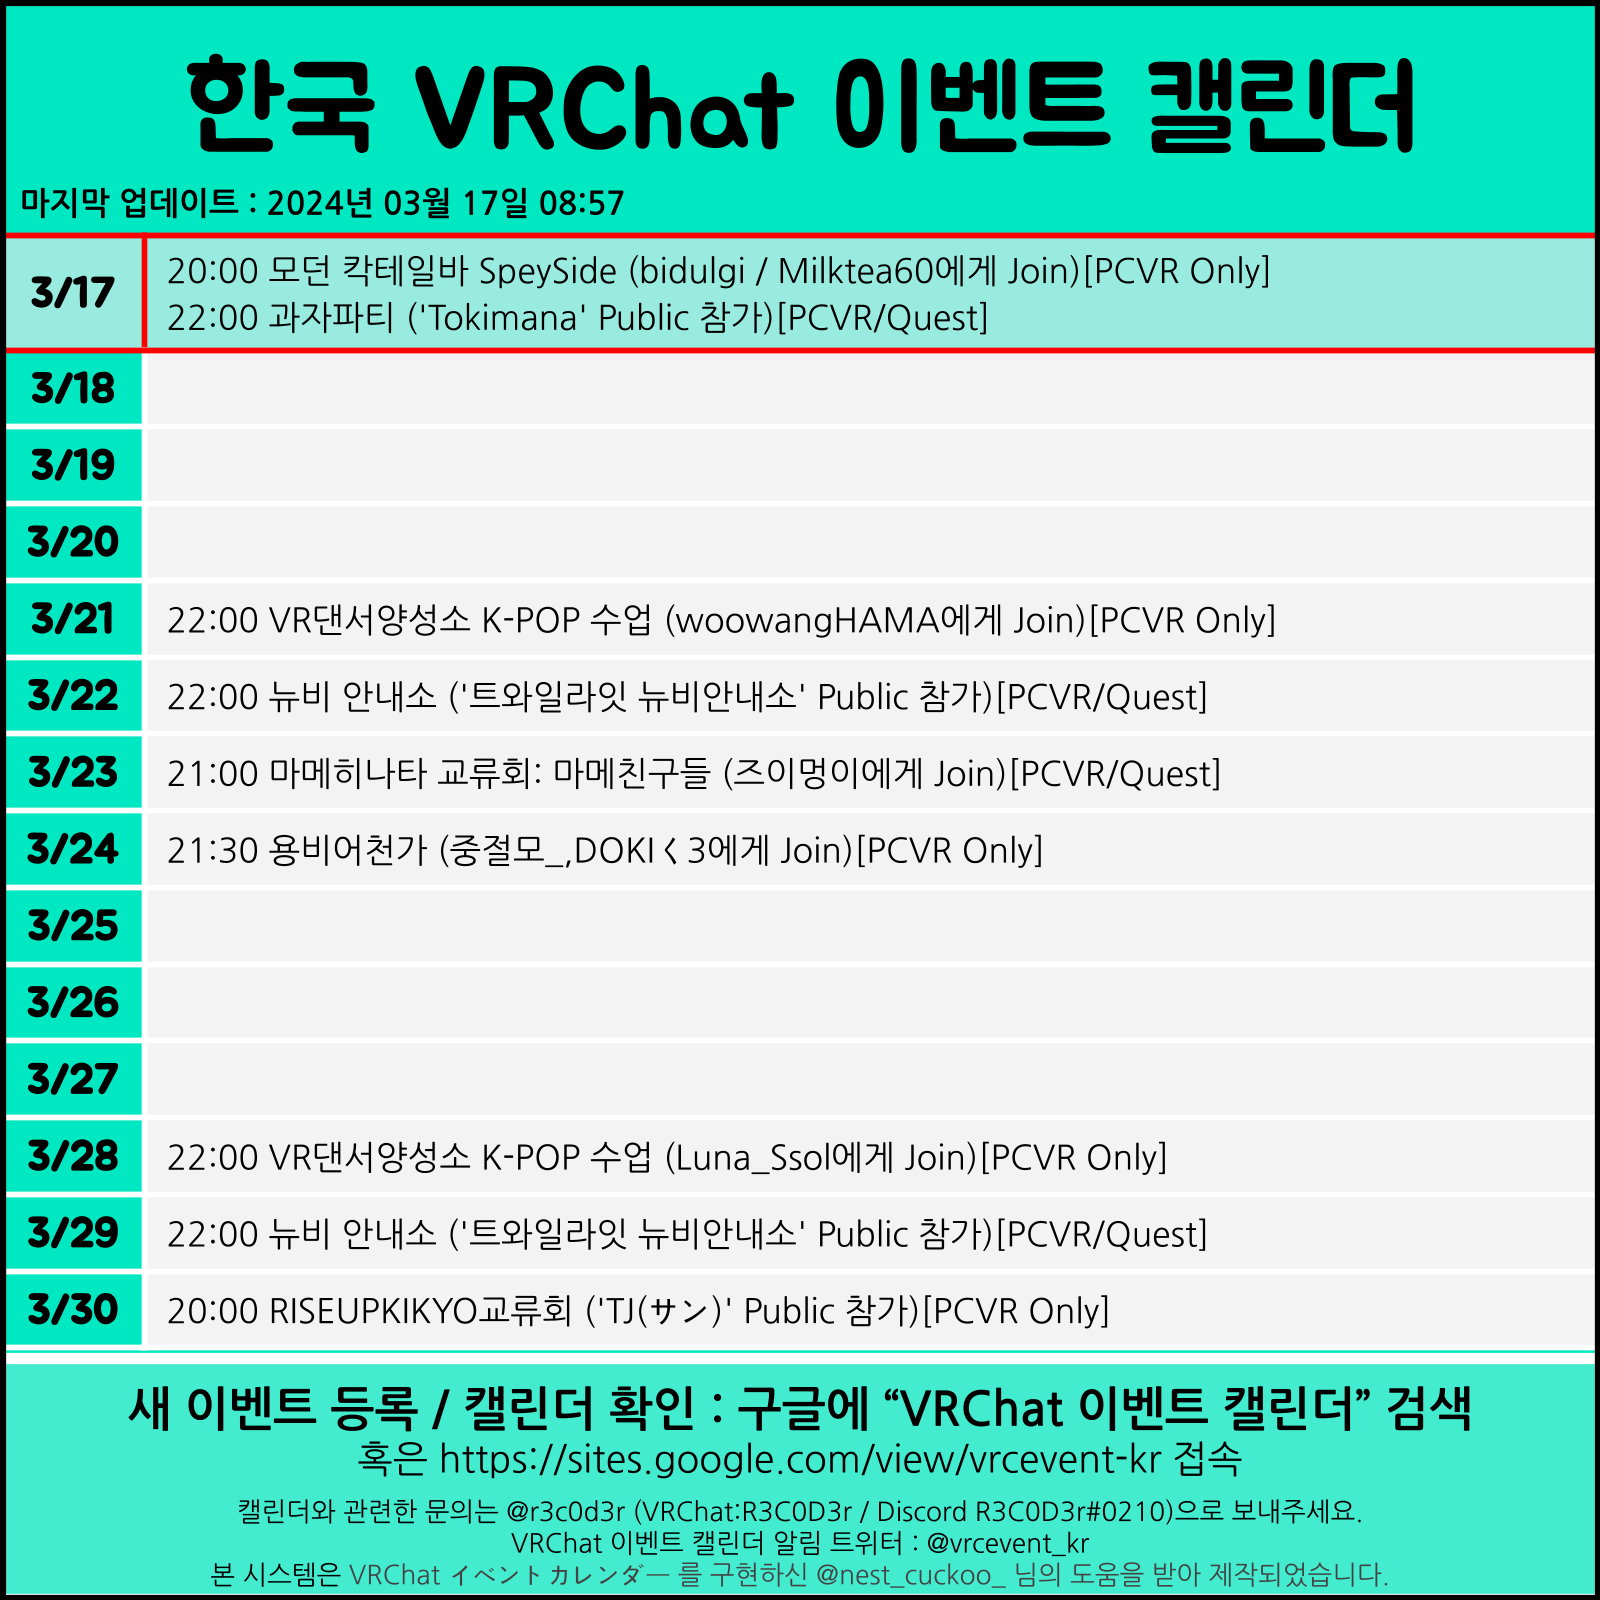 한국 VRChat 이벤트 캘린더
마지막 업데이트 : 2024년 03월 17일 08:57
3/17
20:00 모던 칵테일바 SpeySide (bidulgi / Milktea60에게 Join)[PCVR Only]
22:00 과자파티 ('Tokimana' Public 참가)[PCVR/Quest]
3/18
3/19
3/20
3/21
22:00 VR댄서양성소 K-POP 수업 (woowangHAMA에게 Join)[PCVR Only]
3/22
22:00 뉴비 안내소 ('트와일라잇 뉴비안내소' Public 참가)[PCVR/Quest]
3/23
21:00 마메히나타 교류회: 마메친구들 (즈이멍이에게 Join)[PCVR/Quest]
3/24
21:30 용비어천가 (중절모_,DOKIく3에게 Join)[PCVR Only]
3/25
3/26
3/27
3/28
22:00 VR댄서양성소 K-POP 수업 (Luna_Ssol에게 Join)[PCVR Only]
3/29
22:00 뉴비 안내소 ('트와일라잇 뉴비안내소' Public 참가)[PCVR/Quest]
3/30
20:00 RISEUPKIKYO교류회 ('TJ(サン)' Public 참가)[PCVR Only]
새 이벤트 등록 / 캘린더 확인 : 구글에 “VRChat 이벤트 캘린더” 검색
혹은 https://sites.google.com/view/vrcevent-kr 접속
캘린더와 관련한 문의는 @r3c0d3r (VRChat:R3C0D3r / Discord R3C0D3r#0210)으로 보내주세요.
VRChat 이벤트 캘린더 알림 트위터 : @vrcevent_kr
본 시스템은 VRChat イベントカレンダー 를 구현하신 @nest_cuckoo_ 님의 도움을 받아 제작되었습니다.